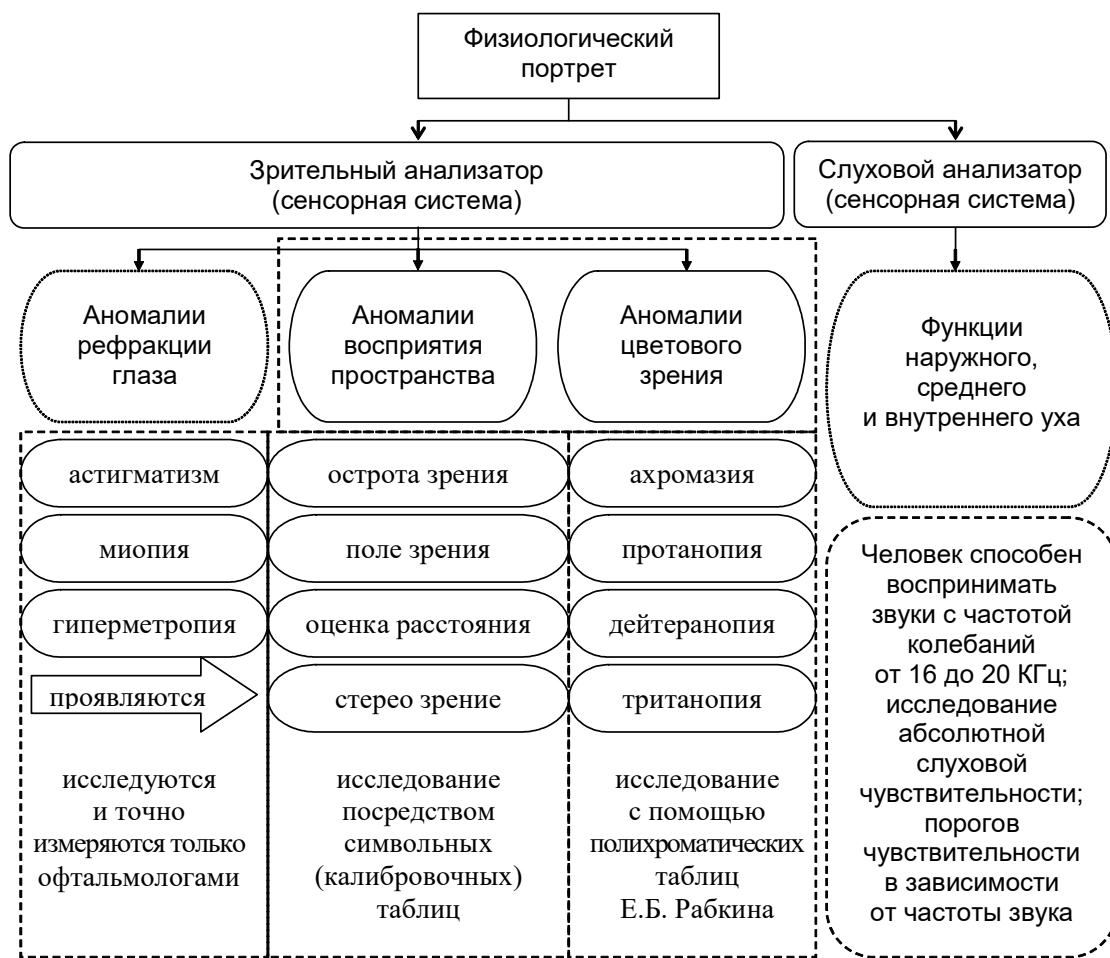 Физиологический
портрет
Зрительный анализатор
(сенсорная система)
Слуховой анализатор
(сенсорная система)
Аномалии
рефракции
глаза
Аномалии
восприятия
пространства
Аномалии
цветового
зрения
Функции
наружного,
среднего
и внутреннего уха
астигматизм
миопия
гиперметропия
проявляются
исследуются
и точно
измеряются только
офтальмологами
острота зрения
поле зрения
оценка расстояния
стерео зрение
исследование
посредством
символьных
(калибровочных)
таблиц
ахромазия
протанопия
дейтеранопия
тританопия
исследование
с помощью
полихроматических
таблиц
Е.Б. Рабкина
Человек способен
воспринимать
звуки с частотой
колебаний
от 16 до 20 КГц;
исследование
абсолютной
слуховой
чувствительности;
порогов
чувствительности
в зависимости
от частоты звука